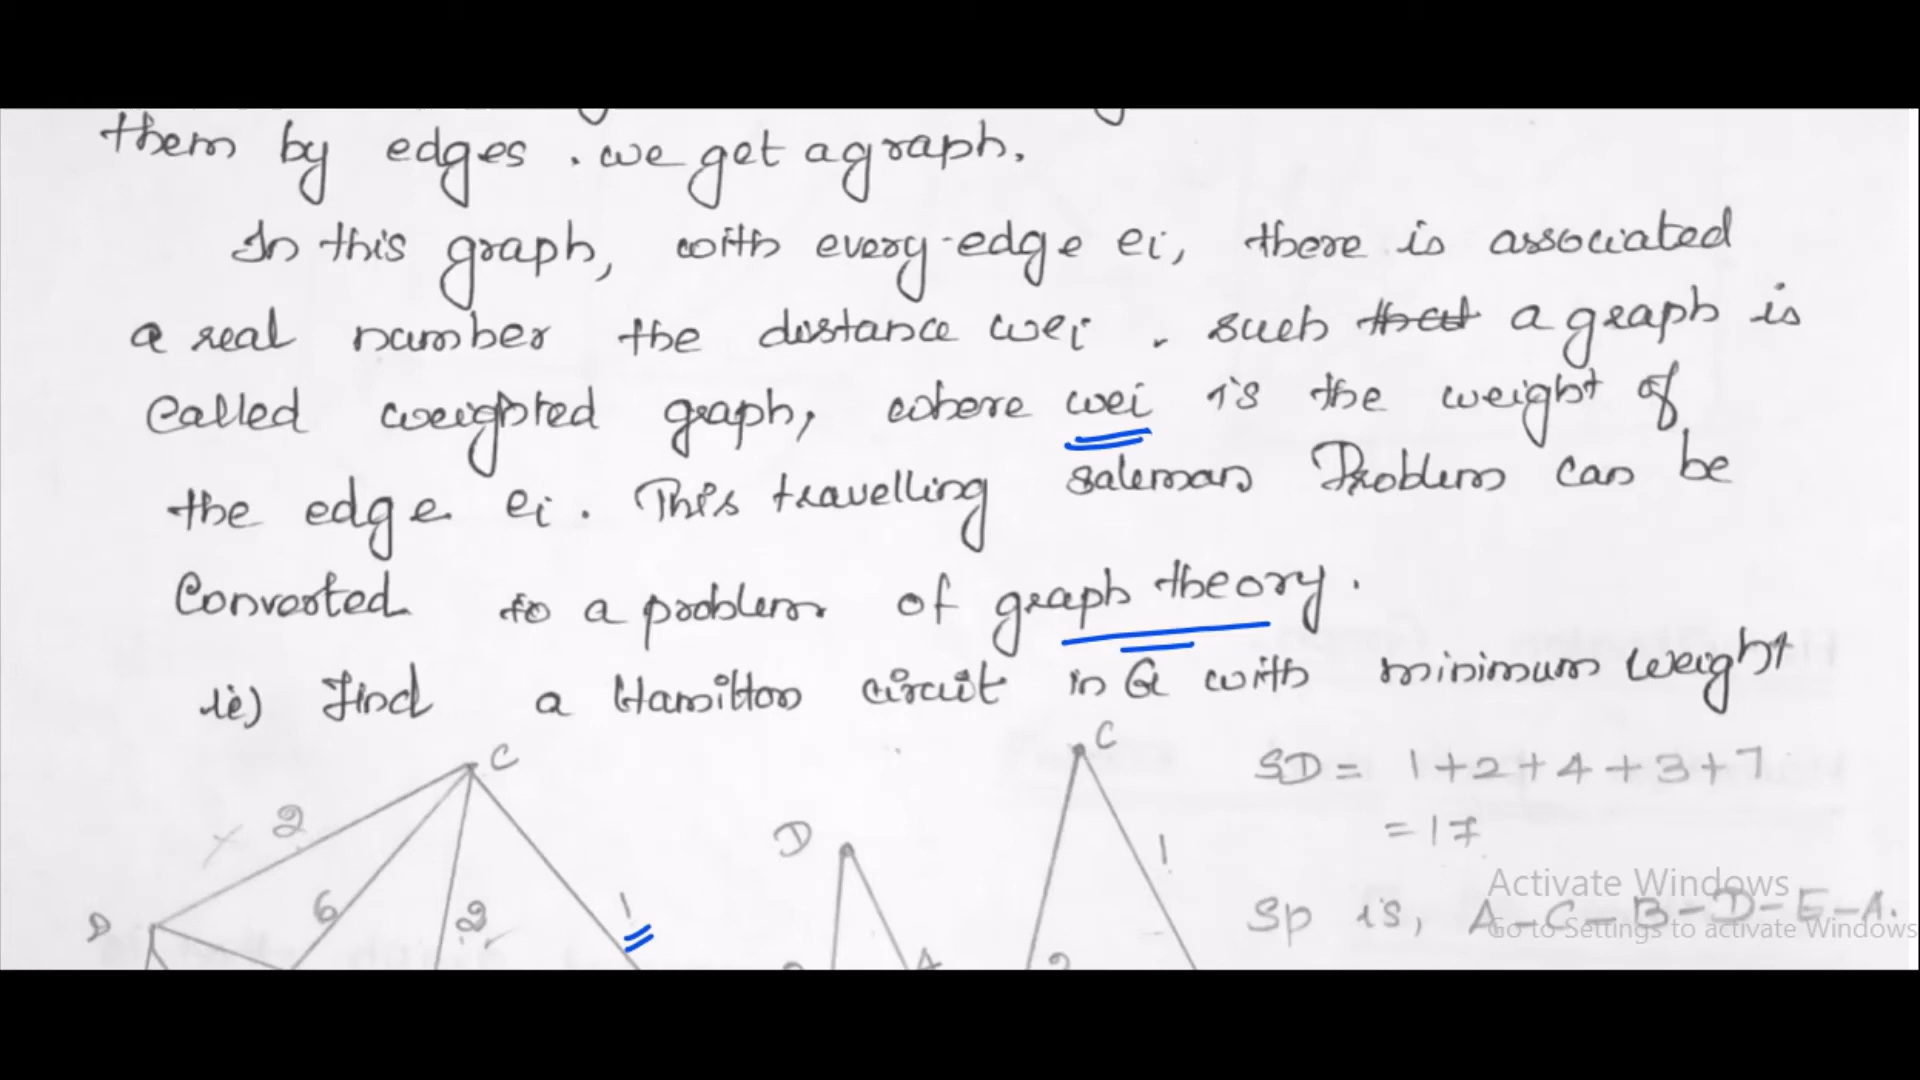 them by edges . we get a graph.
In this graph, with every edge ei, there is associated
a real number the distance wei . such that a graph is
called weighted graph, where wei is the weight of
the edge ei . This travelling saleman Problem can be
Converted to a problem of graph theory.
ie) Find a Hamilton circuit in G with minimum weight
C
C
SD = 1+2+4+3+7
2
D
= 17
1
Activate Windows
D
6
2
1
Sp is, A-C-B-D-E-A.
Go to Settings to activate Windows